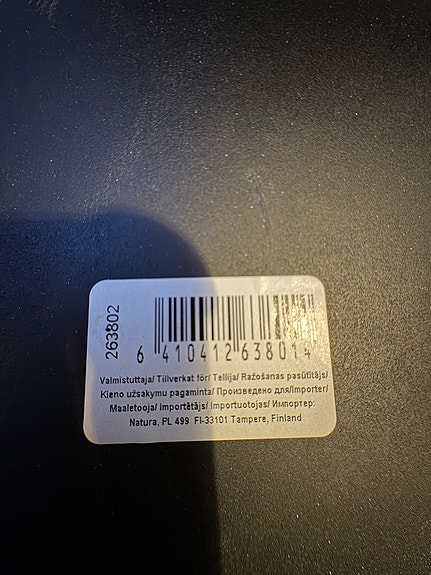 263802
6 410412 638014
Valmistuttaja/ Tillverkat för/ Tellija/ Ražošanas pasūtītājs/
Kieno užsakymu pagaminta/ Произведено для/Importer/
Maaletooja/ Importētājs/ Importuotojas/ Импортер:
Natura, PL 499 FI-33101 Tampere, Finland